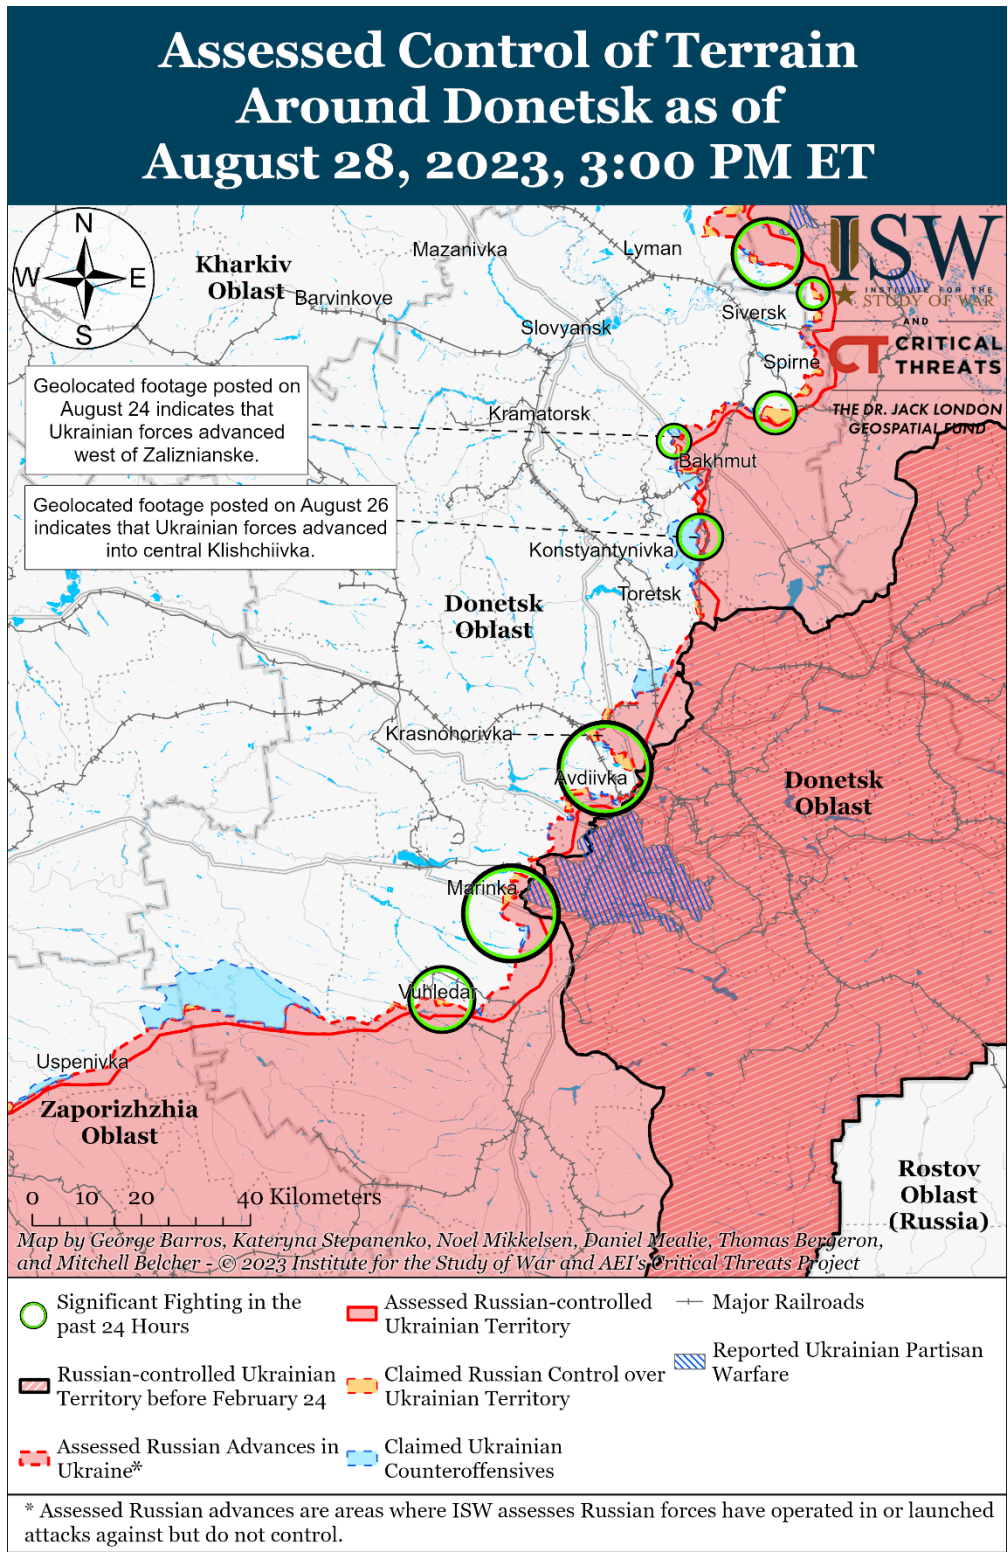 Assessed Control of Terrain
Around Donetsk as of
August 28, 2023, 3:00 PM ET
N
W
E
S
Kharkiv
Oblast
Mazanivka
Lyman
Barvinkove
Slovyansk
Siversk
Spirne
Kramatorsk
Bakhmut
ISW
INSTITUTE FOR THE
STUDY OF WAR
AND
CT CRITICAL
THREATS
THE DR. JACK LONDON
GEOSPATIAL FUND
Geolocated footage posted on
August 24 indicates that
Ukrainian forces advanced
west of Zaliznianske.
Geolocated footage posted on August 26
indicates that Ukrainian forces advanced
into central Klishchiivka.
Konstyantynivka
Toretsk
Donetsk
Oblast
Krasnohorivka
Avdiivka
Donetsk
Oblast
Marinka
Vuhledar
Uspenivka
Zaporizhzhia
Oblast
Rostov
Oblast
(Russia)
0 10 20 40 Kilometers
Map by George Barros, Kateryna Stepanenko, Noel Mikkelsen, Daniel Mealie, Thomas Bergeron,
and Mitchell Belcher - © 2023 Institute for the Study of War and AEI's Critical Threats Project
Significant Fighting in the
past 24 Hours
Russian-controlled Ukrainian
Territory before February 24
Assessed Russian Advances in
Ukraine*
Assessed Russian-controlled
Ukrainian Territory
Claimed Russian Control over
Ukrainian Territory
Claimed Ukrainian
Counteroffensives
Major Railroads
Reported Ukrainian Partisan
Warfare
* Assessed Russian advances are areas where ISW assesses Russian forces have operated in or launched
attacks against but do not control.